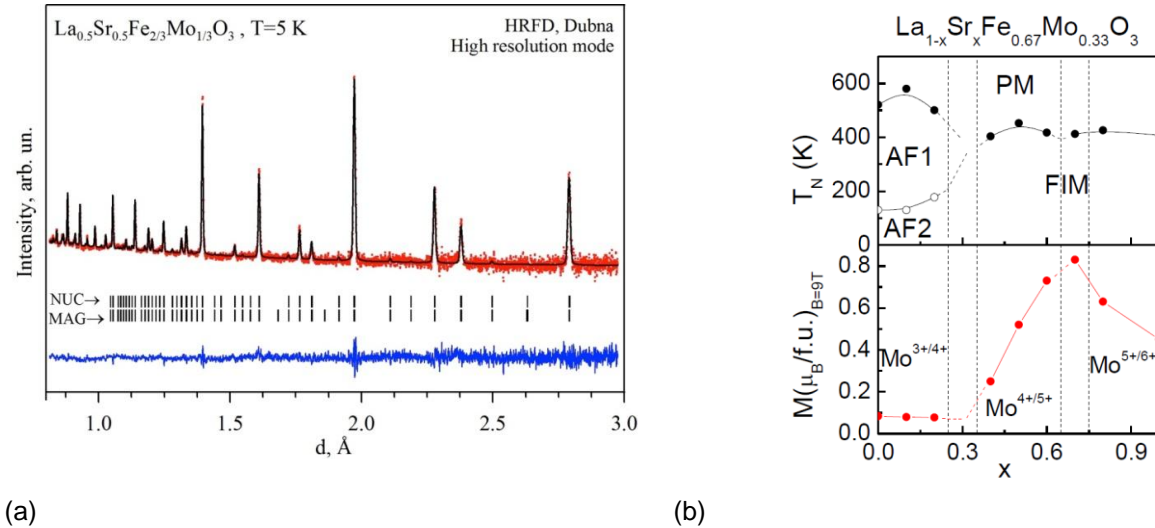 La0.5Sr0.5Fe2/3Mo1/3O3 , T=5 K
HRFD, Dubna
High resolution mode
Intensity, arb. un.
NUC→
MAG→
1.0 1.5 2.0 2.5 3.0
d, Å
(a)
La1-xSrxFe0.67Mo0.33O3
600
400
200
0
TN (K)
PM
AF1
FIM
AF2
0.8
0.6
0.4
0.2
0.0
M(μB/f.u.)B=9T
Mo3+/4+
Mo4+/5+
Mo5+/6+
0.0 0.3 0.6 0.9
x
(b)